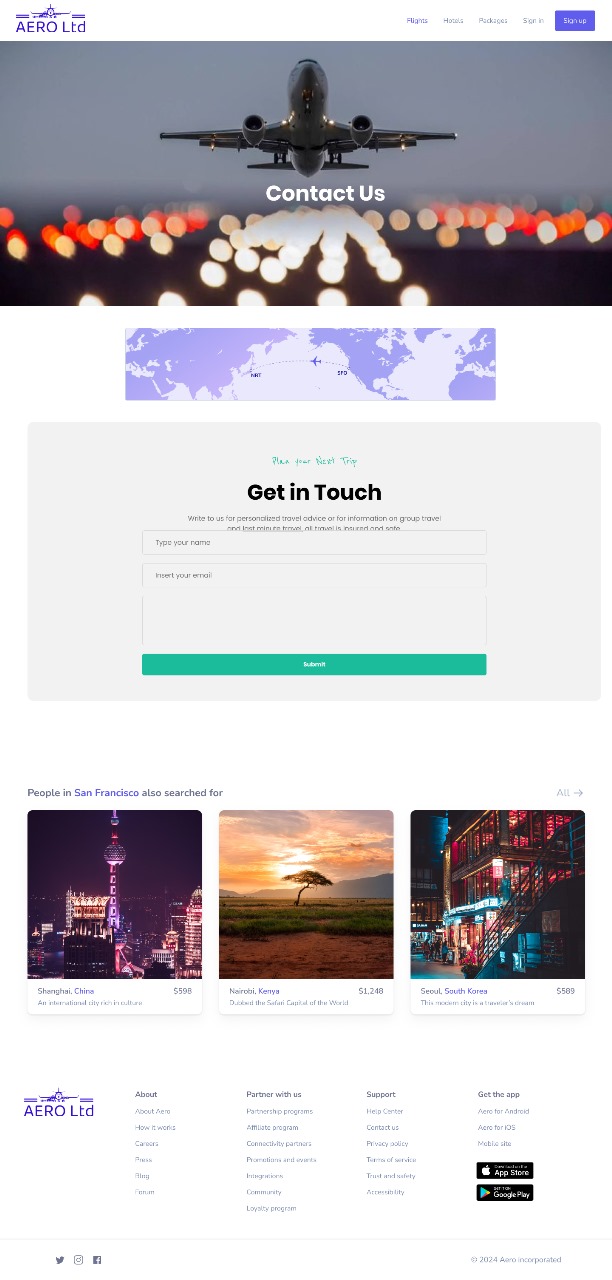 AERO Ltd
Flights Hotels Packages Sign in Sign up
Contact Us
NRT
SFO
Plan your Next Trip
Get in Touch
Write to us for personalized travel advice or for information on group travel
and last minute travel, all travel is insured and safe.
Type your name
Insert your email
Submit
People in San Francisco also searched for
All
Shanghai, China $598
An international city rich in culture
Nairobi, Kenya $1,248
Dubbed the Safari Capital of the World
Seoul, South Korea $589
This modern city is a traveler's dream
AERO Ltd
About
About Aero
How it works
Careers
Press
Blog
Forum
Partner with us
Partnership programs
Affiliate program
Connectivity partners
Promotions and events
Integrations
Community
Loyalty program
Support
Help Center
Contact us
Privacy policy
Terms of service
Trust and safety
Accessibility
Get the app
Aero for Android
Aero for iOS
Mobile site
Download on the
App Store
GET IT ON
Google Play
© 2024 Aero incorporated